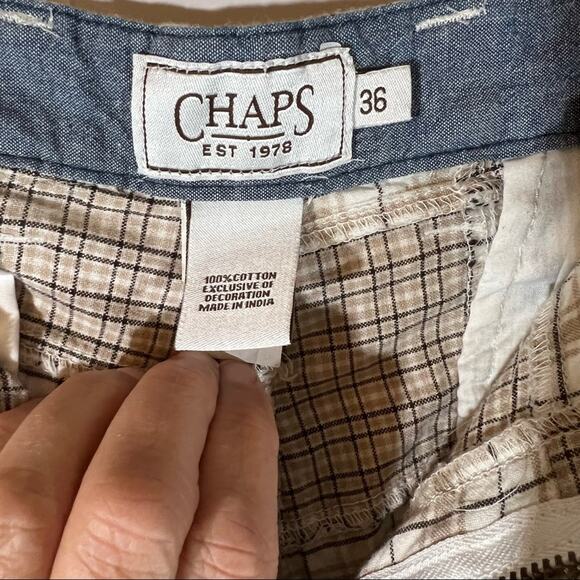 CHAPS
EST 1978
36
100%COTTON
EXCLUSIVE OF
DECORATION
MADE IN INDIA